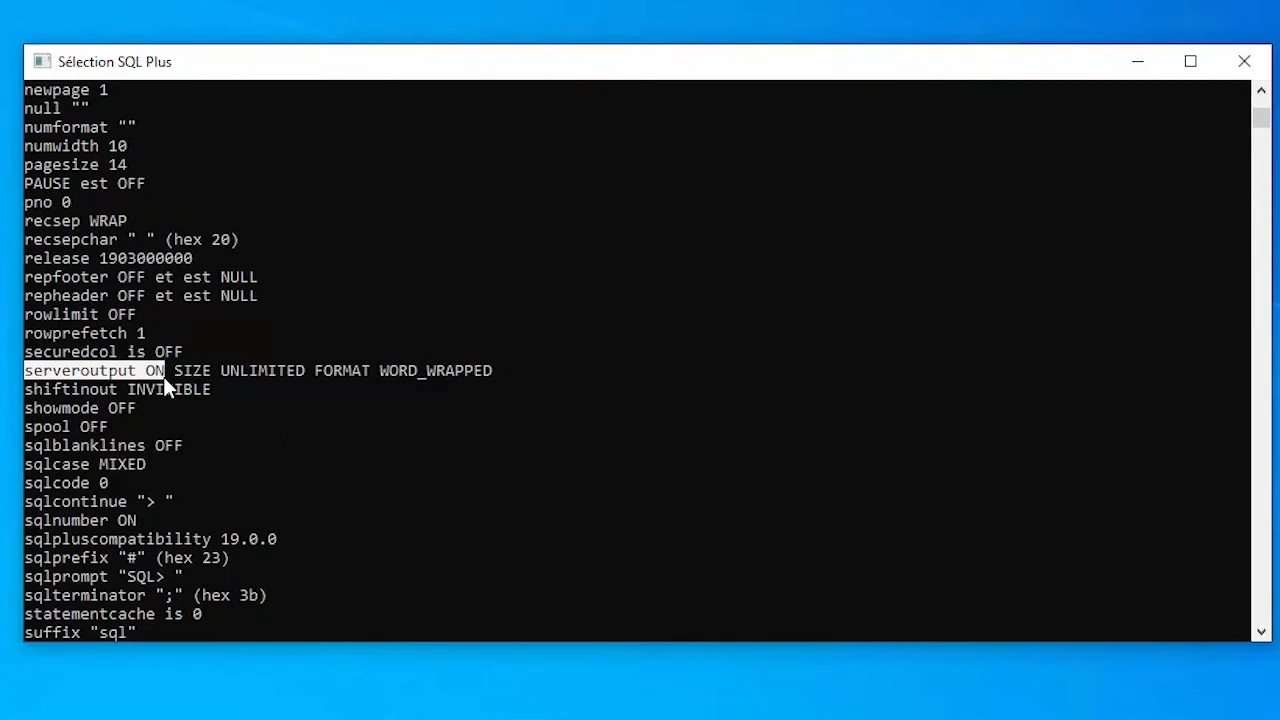 Sélection SQL Plus
newpage 1
null ""
numformat ""
numwidth 10
pagesize 14
PAUSE est OFF
pno 0
recsep WRAP
recsepchar " " (hex 20)
release 1903000000
repfooter OFF et est NULL
repheader OFF et est NULL
rowlimit OFF
rowprefetch 1
securedcol is OFF
serveroutput ON SIZE UNLIMITED FORMAT WORD_WRAPPED
shiftinout INVISIBLE
showmode OFF
spool OFF
sqlblanklines OFF
sqlcase MIXED
sqlcode 0
sqlcontinue "> "
sqlnumber ON
sqlpluscompatibility 19.0.0
sqlprefix "#" (hex 23)
sqlprompt "SQL> "
sqlterminator ";" (hex 3b)
statementcache is 0
suffix "sql"